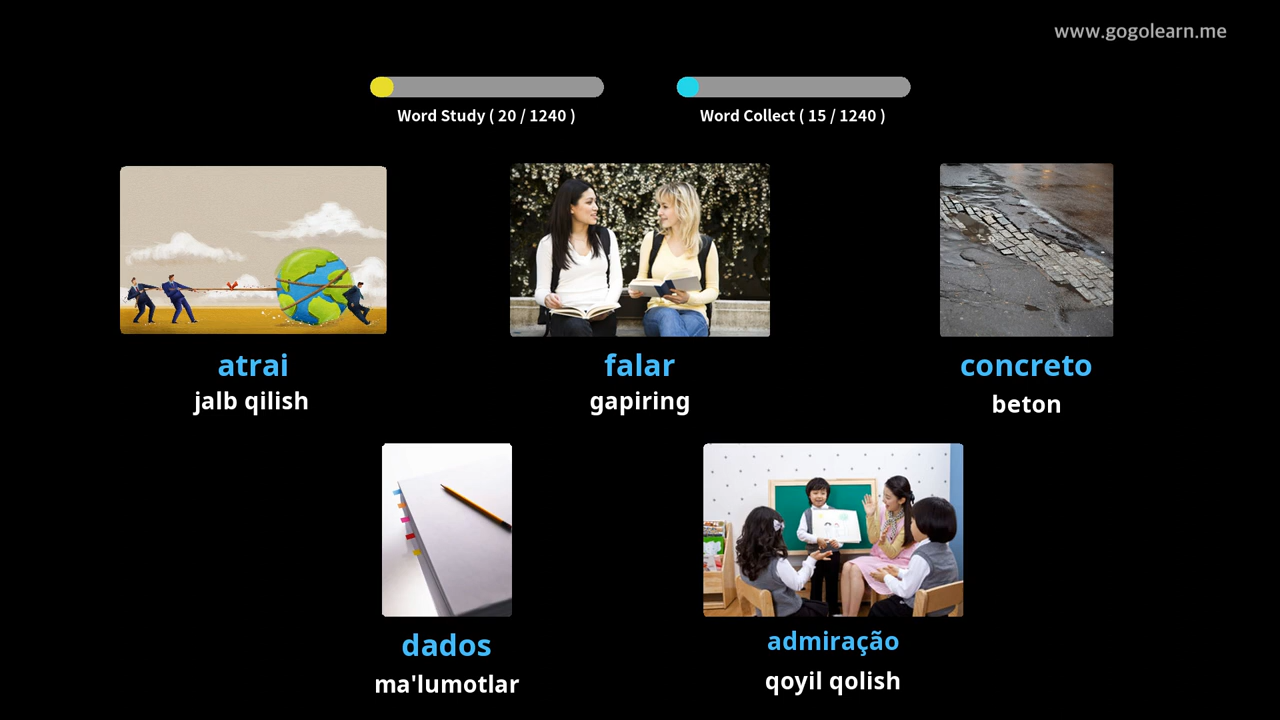 www.gogolearn.me
Word Study ( 20 / 1240 )
Word Collect ( 15 / 1240 )
atrai
jalb qilish
falar
gapiring
concreto
beton
dados
ma'lumotlar
admiração
qoyil qolish